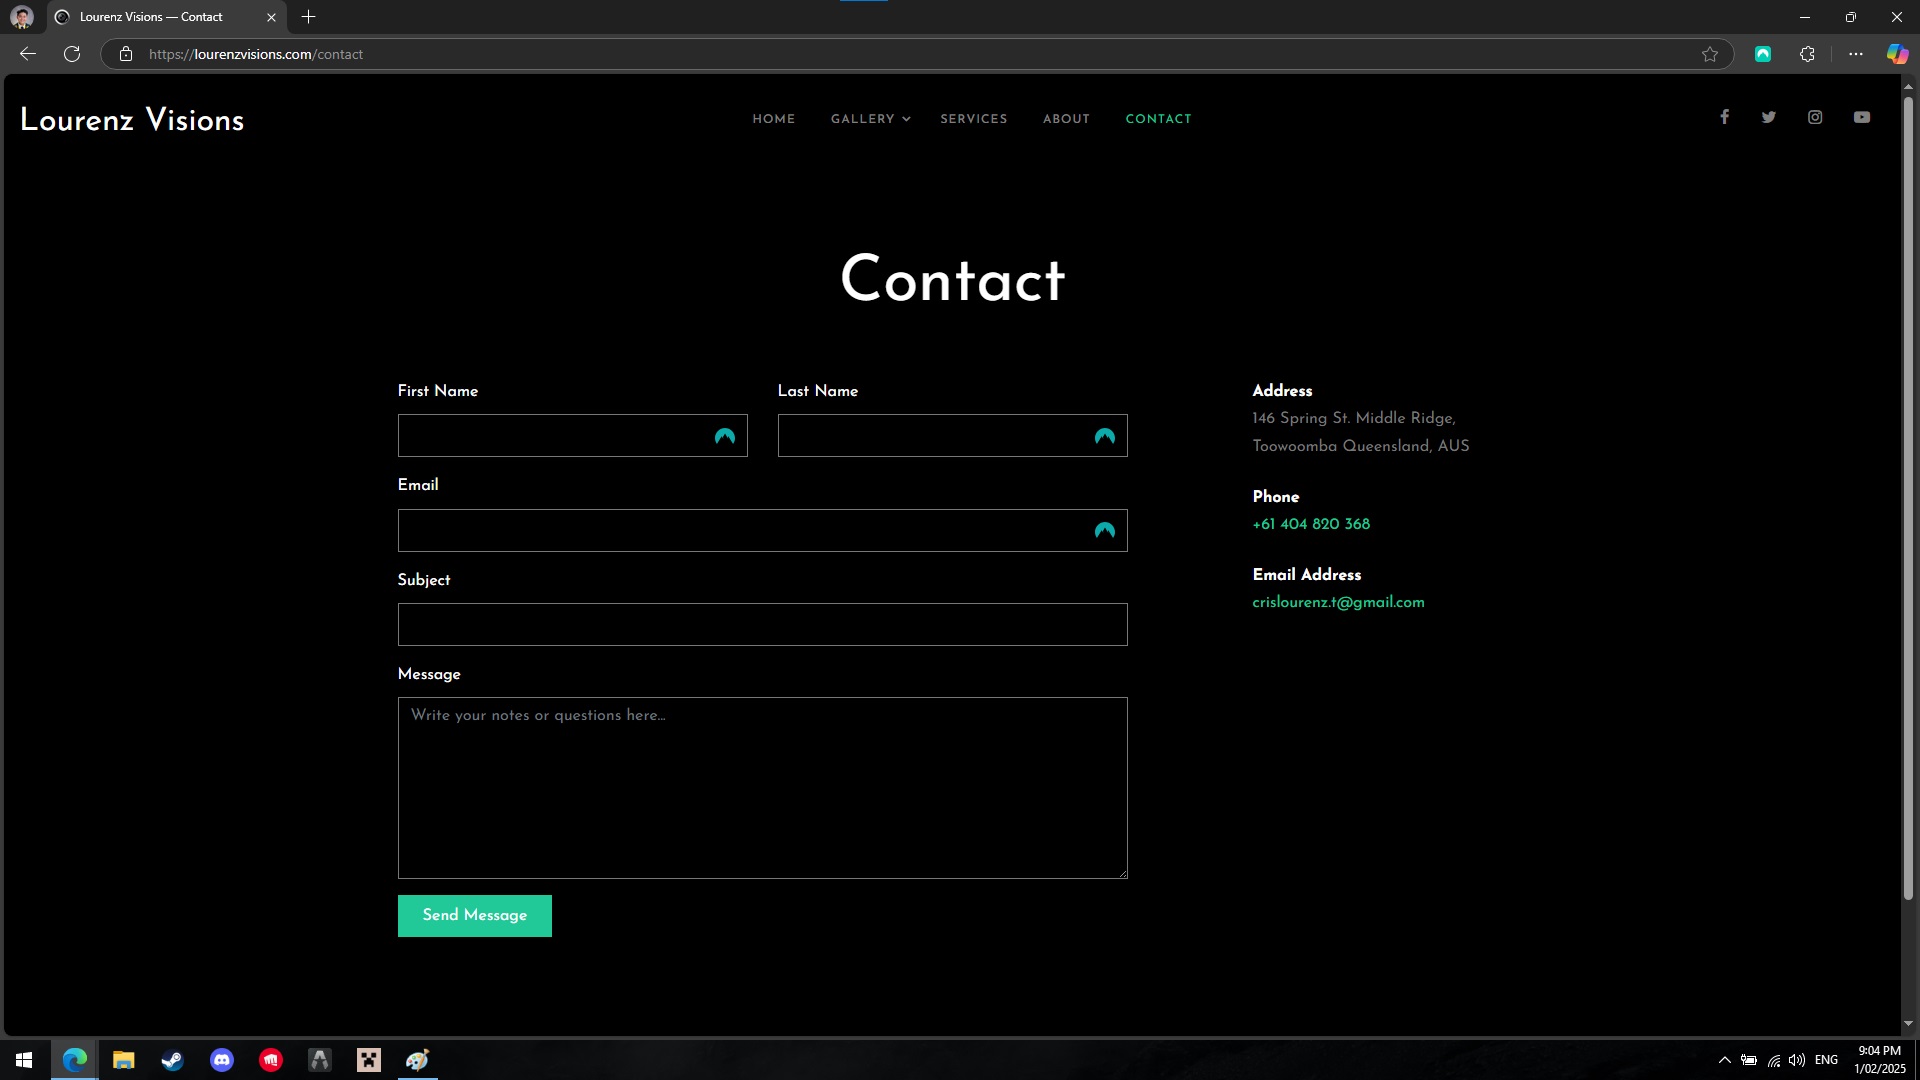 Lourenz Visions — Contact
https://lourenzvisions.com/contact
Lourenz Visions
HOME GALLERY SERVICES ABOUT CONTACT
Contact
First Name
Last Name
Email
Subject
Message
Write your notes or questions here...
Send Message
Address
146 Spring St. Middle Ridge,
Toowoomba Queensland, AUS
Phone
+61 404 820 368
Email Address
crislourenz.t@gmail.com
ENG
9:04 PM
1/02/2025